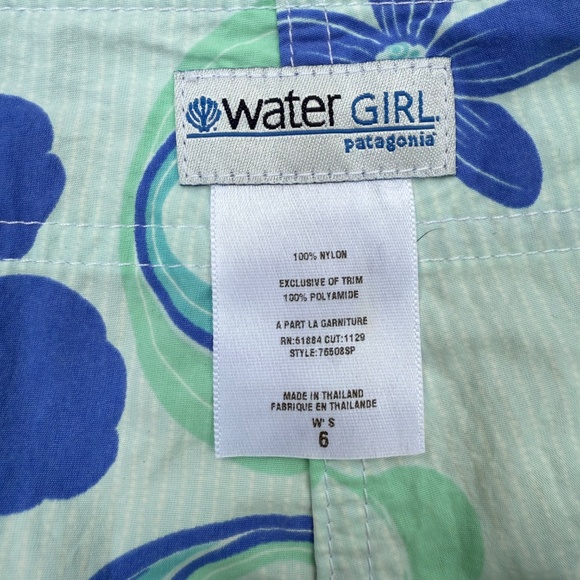 water GIRL.
patagonia
100% NYLON
EXCLUSIVE OF TRIM
100% POLYAMIDE
A PART LA GARNITURE
RN:51884 CUT:1129
STYLE:76508SP
MADE IN THAILAND
FABRIQUE EN THAILANDE
W'S
6